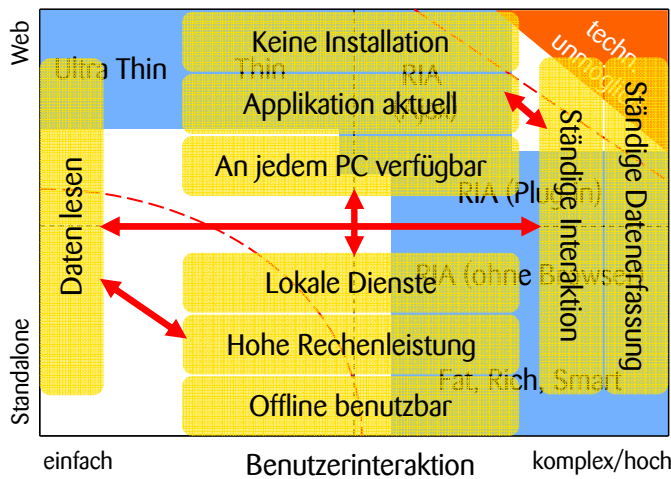 Web
Keine Installation
techn.
unmöglich
Ultra Thin
Thin
RIA
(Ajax)
Applikation aktuell
An jedem PC verfügbar
Daten lesen
Ständige Interaktion
Ständige Datenerfassung
RIA (Plugin)
Lokale Dienste
RIA (ohne Browser)
Hohe Rechenleistung
Fat, Rich, Smart
Offline benutzbar
Standalone
einfach
Benutzerinteraktion
komplex/hoch